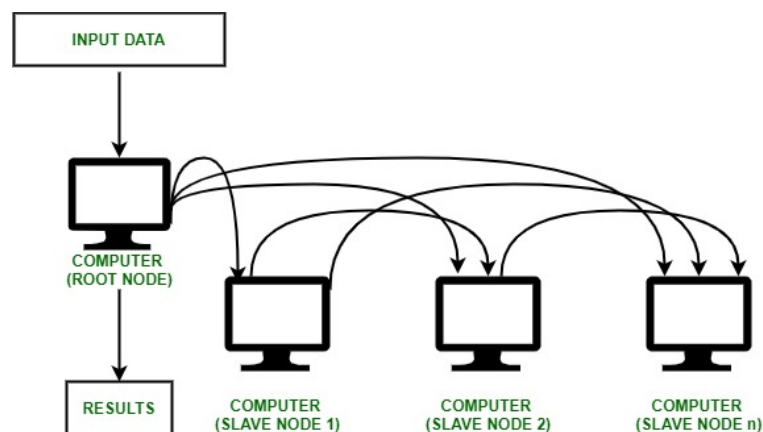 INPUT DATA
COMPUTER
(ROOT NODE)
RESULTS
COMPUTER
(SLAVE NODE 1)
COMPUTER
(SLAVE NODE 2)
COMPUTER
(SLAVE NODE n)